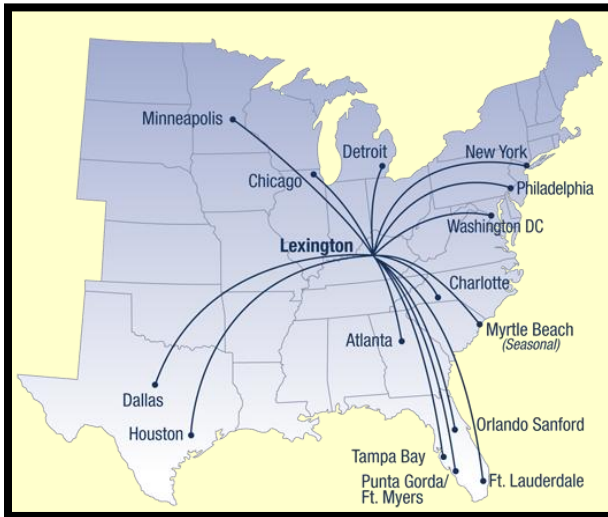 Minneapolis
Detroit
New York
Chicago
Philadelphia
Washington DC
Lexington
Charlotte
Myrtle Beach
(Seasonal)
Atlanta
Dallas
Houston
Orlando Sanford
Tampa Bay
Punta Gorda/
Ft. Myers
Ft. Lauderdale